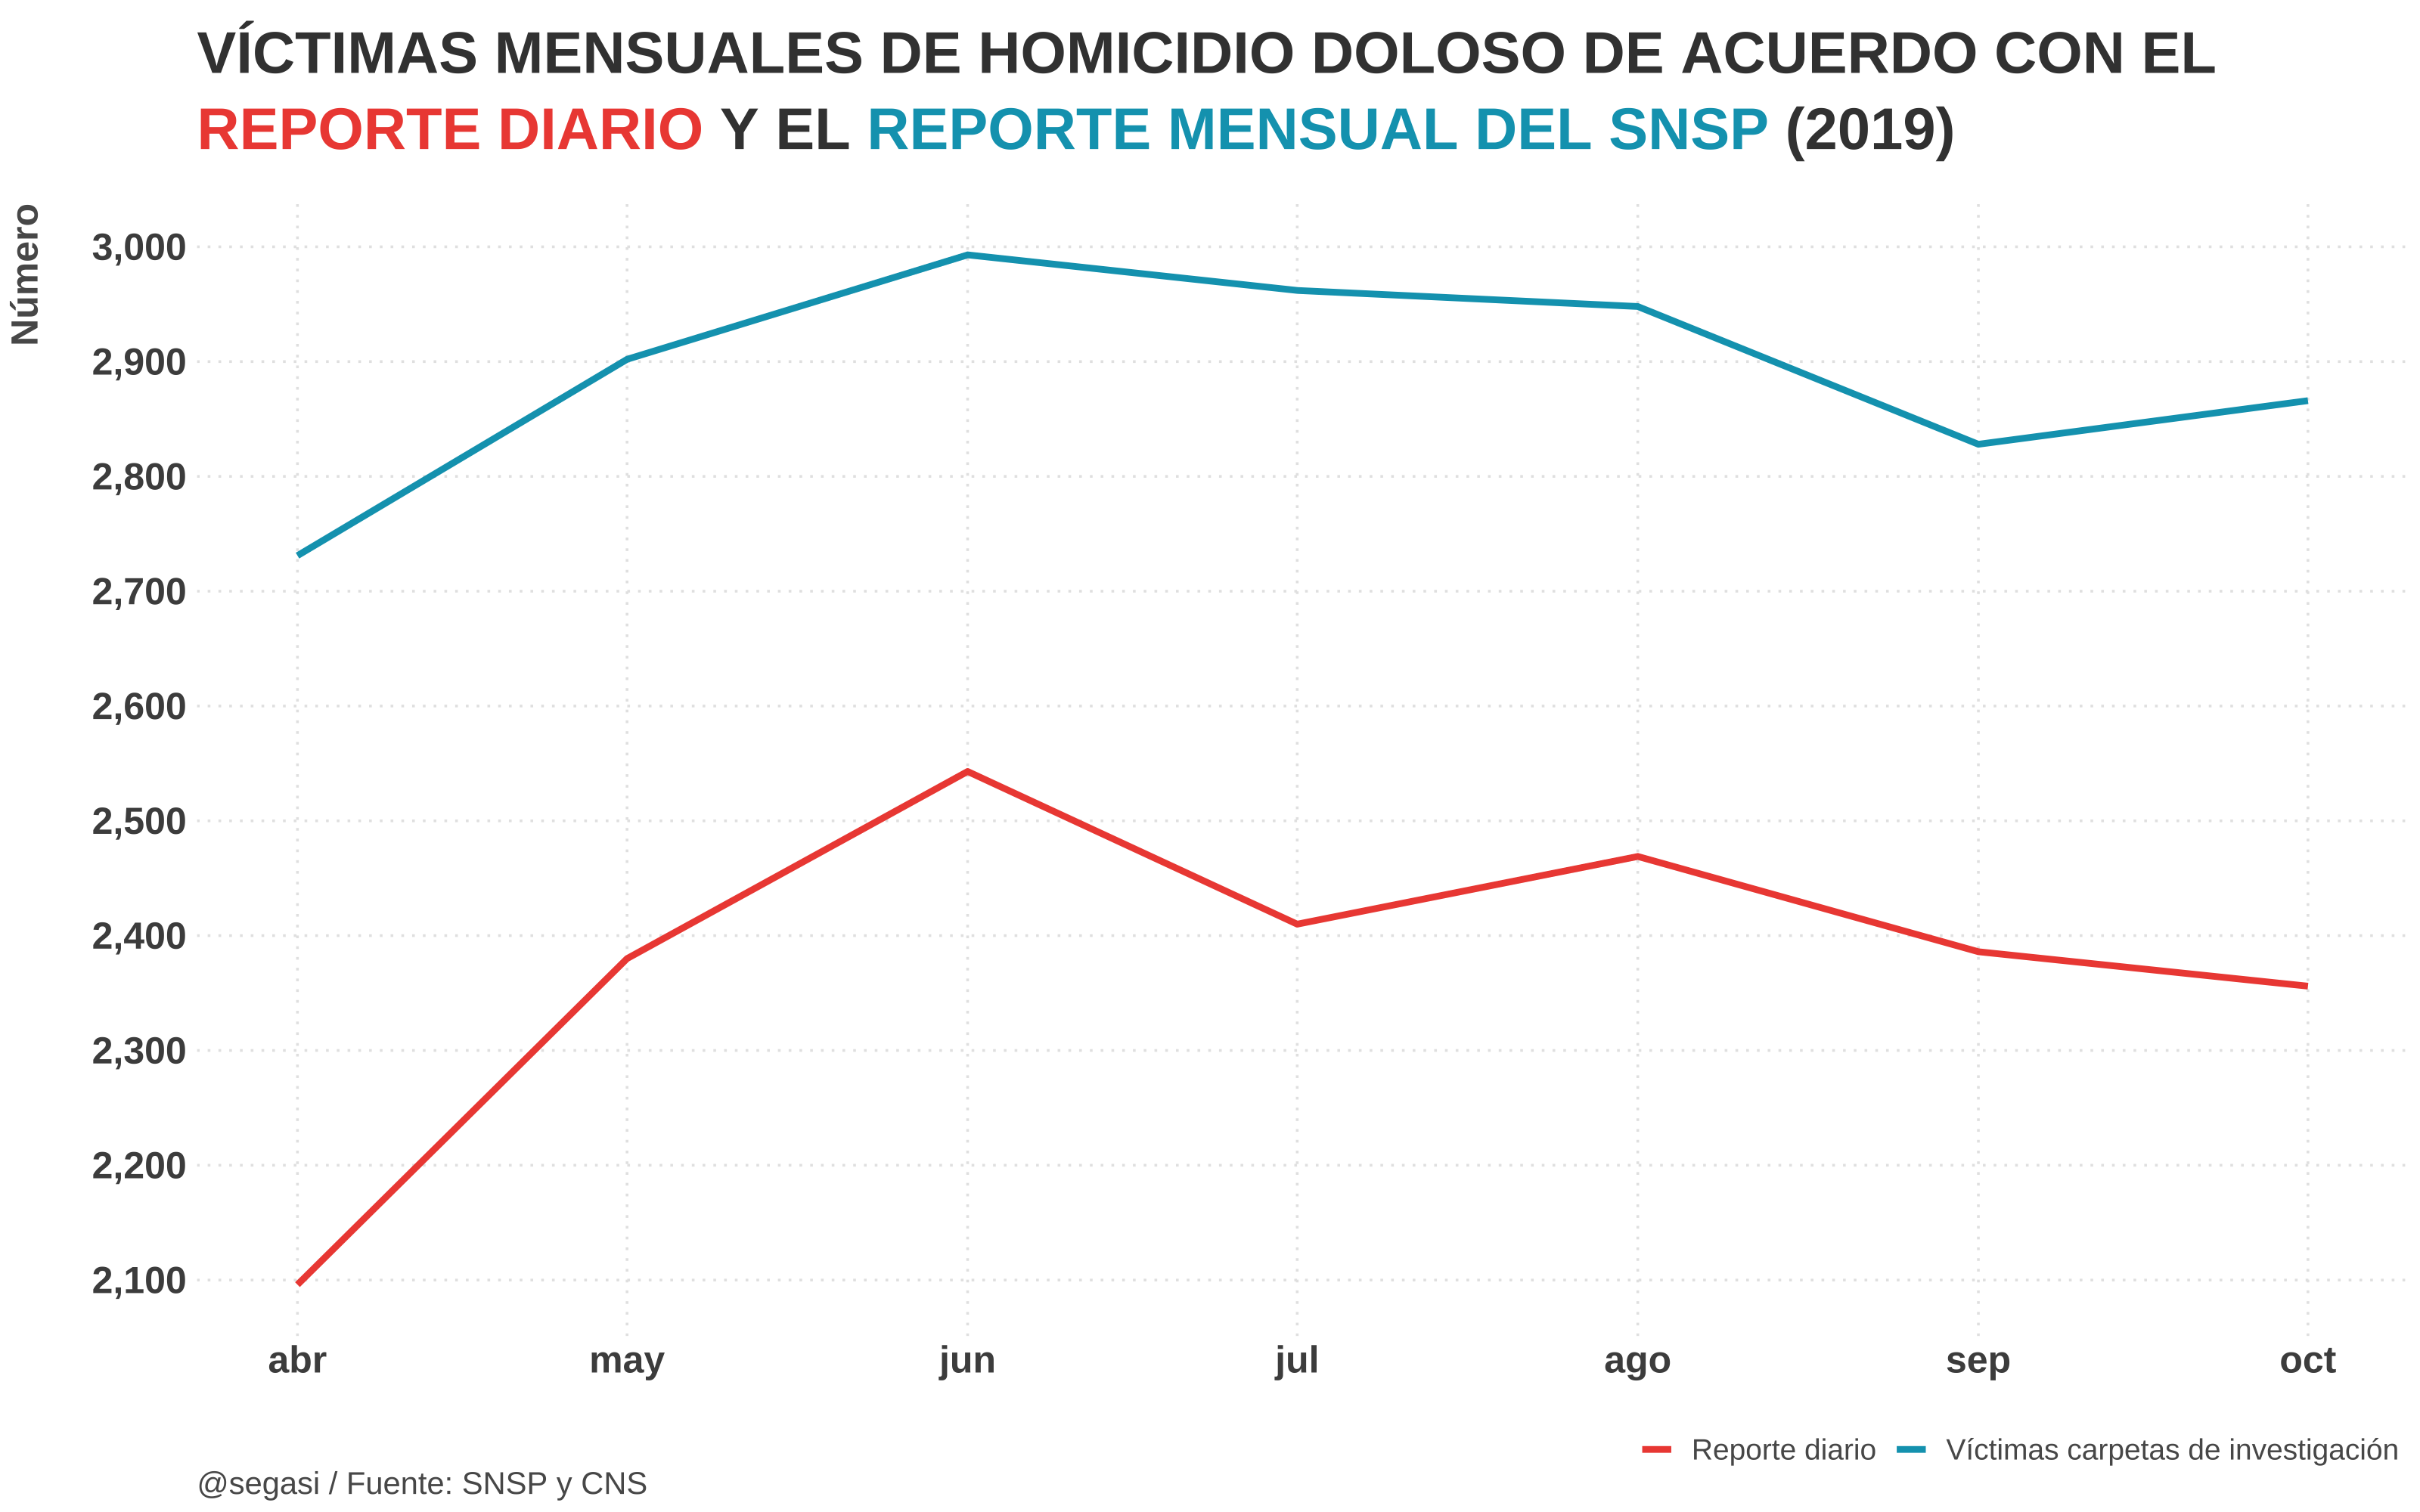 VÍCTIMAS MENSUALES DE HOMICIDIO DOLOSO DE ACUERDO CON EL
REPORTE DIARIO Y EL REPORTE MENSUAL DEL SNSP (2019)
Número
3,000
2,900
2,800
2,700
2,600
2,500
2,400
2,300
2,200
2,100
abr may jun jul ago sep oct
Reporte diario Víctimas carpetas de investigación
@segasi / Fuente: SNSP y CNS